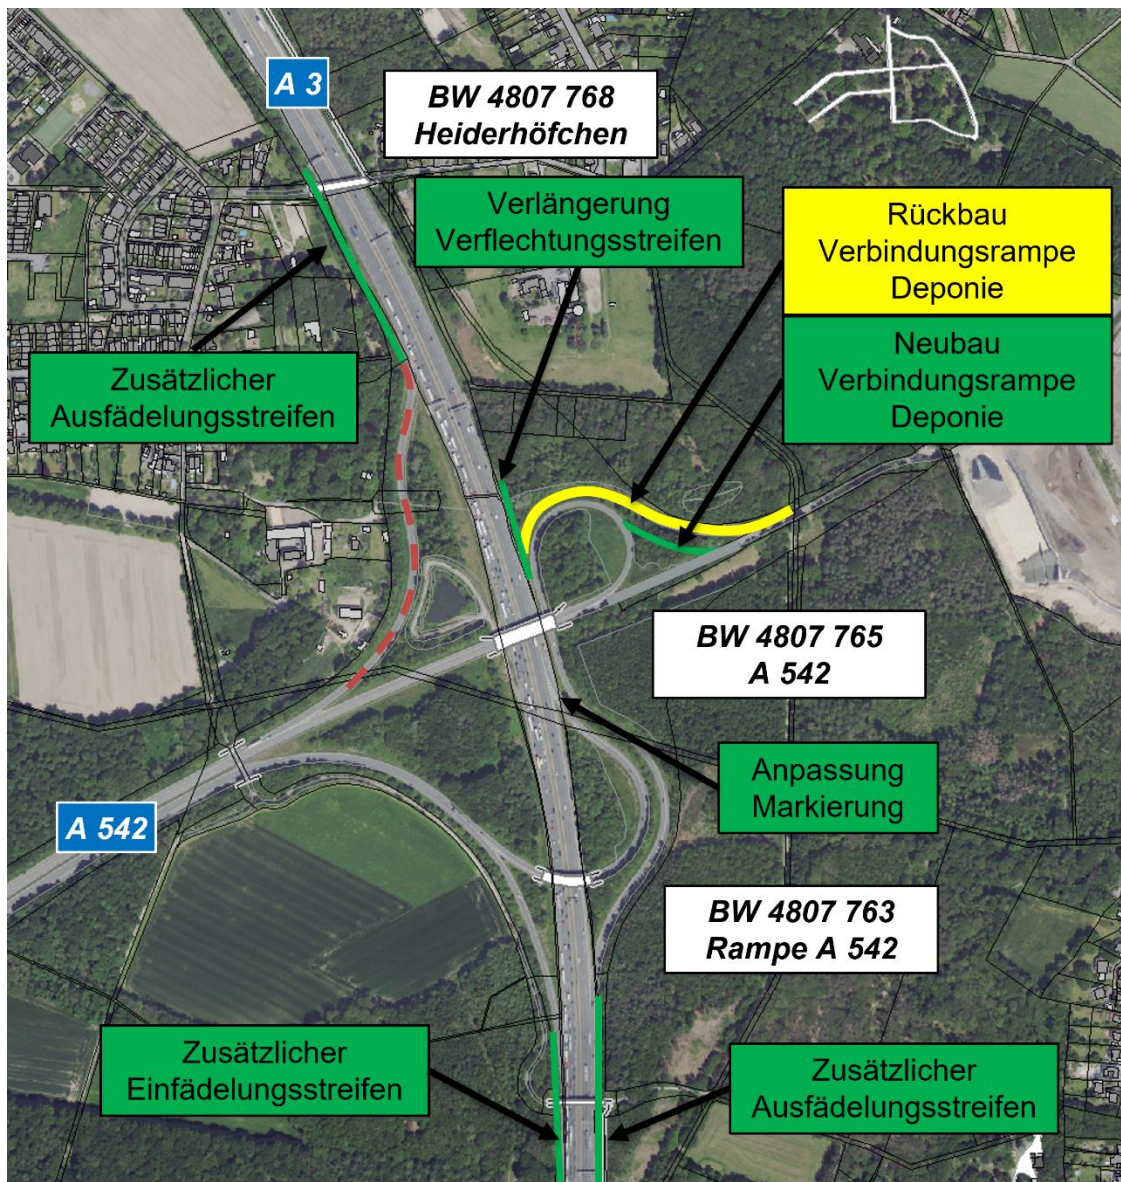 A 3
BW 4807 768
Heiderhöfchen
Verlängerung
Verflechtungsstreifen
Rückbau
Verbindungsrampe
Deponie
Neubau
Verbindungsrampe
Deponie
Zusätzlicher
Ausfädelungsstreifen
BW 4807 765
A 542
Anpassung
Markierung
A 542
BW 4807 763
Rampe A 542
Zusätzlicher
Einfädelungsstreifen
Zusätzlicher
Ausfädelungsstreifen